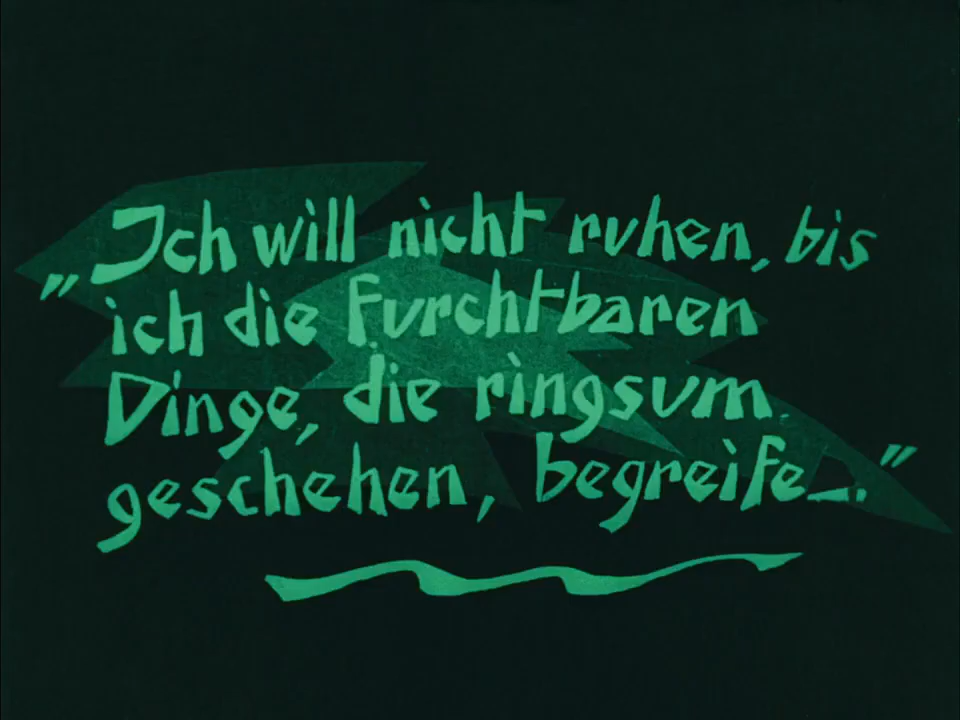 „Ich will nicht ruhen, bis
ich die furchtbaren
Dinge, die ringsum
geschehen, begreife—.“